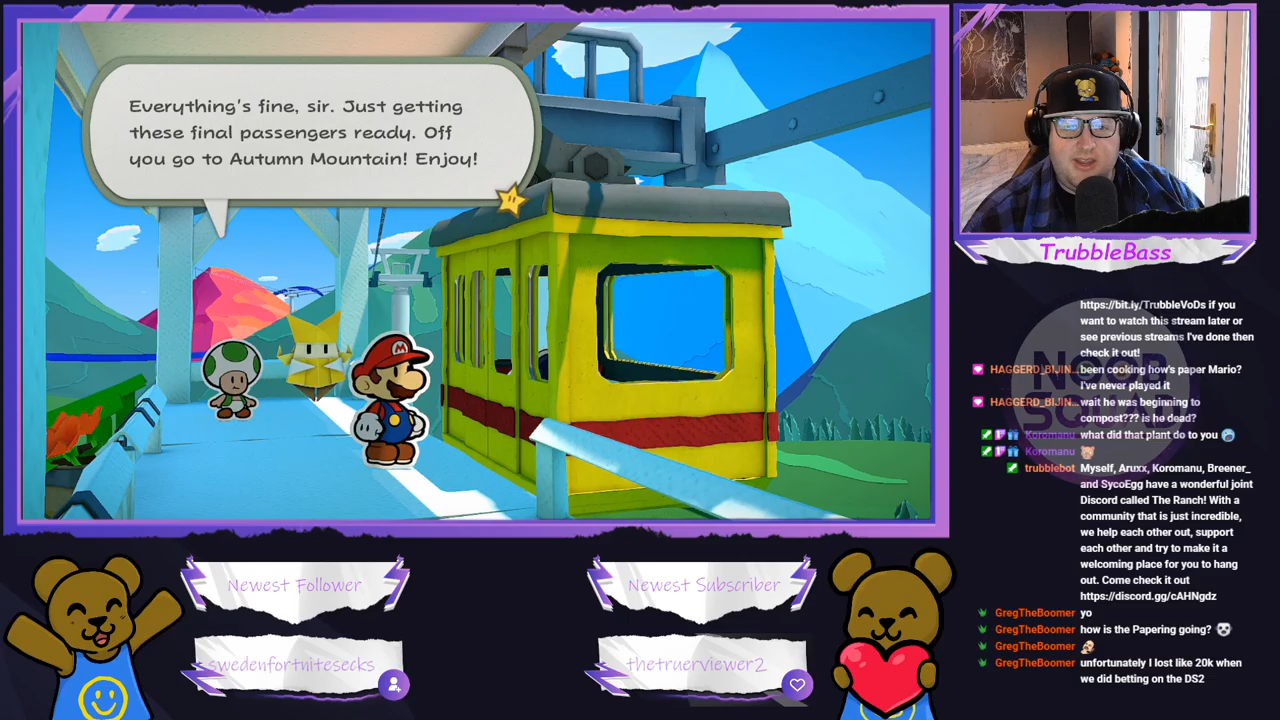 Everything's fine, sir. Just getting
these final passengers ready. Off
you go to Autumn Mountain! Enjoy!
M
TrubbleBass
NOOB
SQUAD
https://bit.ly/TrubbleVoDs if you
want to watch this stream later or
see previous streams I've done then
check it out!
HAGGERD_BIJIN... been cooking how's paper Mario?
I've never played it
HAGGERD_BIJIN... wait he was beginning to
compost??? is he dead?
Koromanu what did that plant do to you
Koromanu
trubblebot Myself, Aruxx, Koromanu, Breener_
and SycoEgg have a wonderful joint
Discord called The Ranch! With a
community that is just incredible,
we help each other out, support
each other and try to make it a
welcoming place for you to hang
out. Come check it out
https://discord.gg/cAHNgdz
GregTheBoomer yo
GregTheBoomer how is the Papering going?
GregTheBoomer
GregTheBoomer unfortunately I lost like 20k when
we did betting on the DS2
Newest Follower
swedenfortniteseeks
Newest Subscriber
thetruerviewer2